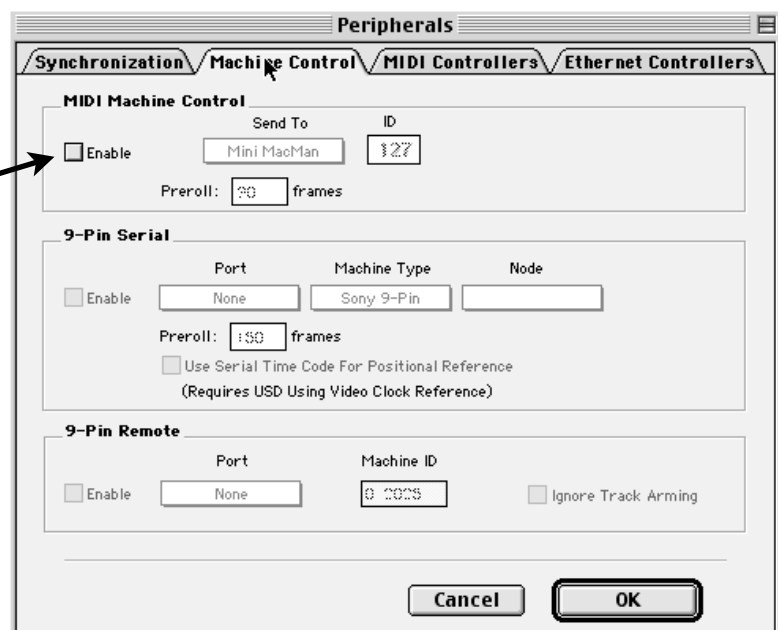 Peripherals
Synchronization Machine Control MIDI Controllers Ethernet Controllers
MIDI Machine Control
Send To ID
Enable Mini MacMan 127
Preroll: frames
9-Pin Serial
Port Machine Type Node
Enable None Sony 9-Pin
Preroll: 150 frames
Use Serial Time Code For Positional Reference
(Requires USD Using Video Clock Reference)
9-Pin Remote
Port Machine ID
Enable None Ignore Track Arming
Cancel OK